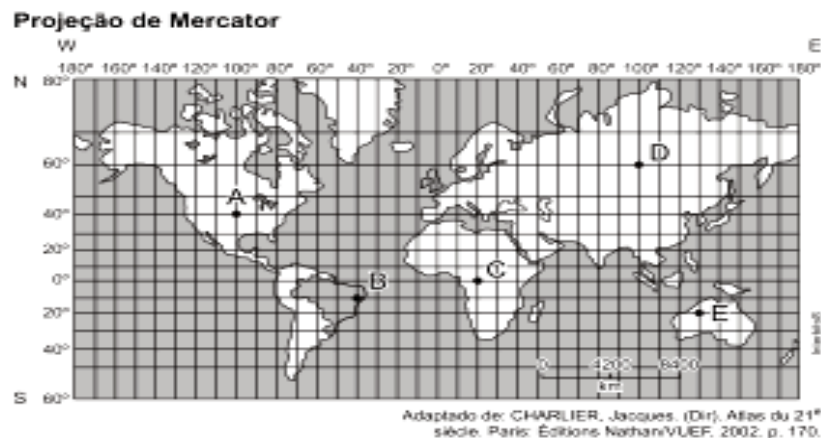 Projeção de Mercator
W E
180° 160° 140° 120° 100° 80° 60° 40° 20° 0° 20° 40° 60° 80° 100° 120° 140° 160° 180°
N 80°
D
60°
A
40°
20°
B C
0°
20° E
40°
0 4200 8400
km
S 60°
Adaptado de: CHARLIER, Jacques. (Dir). Atlas du 21ᵉ
siècle. Paris: Éditions Nathan/VUEF, 2002. p. 170.